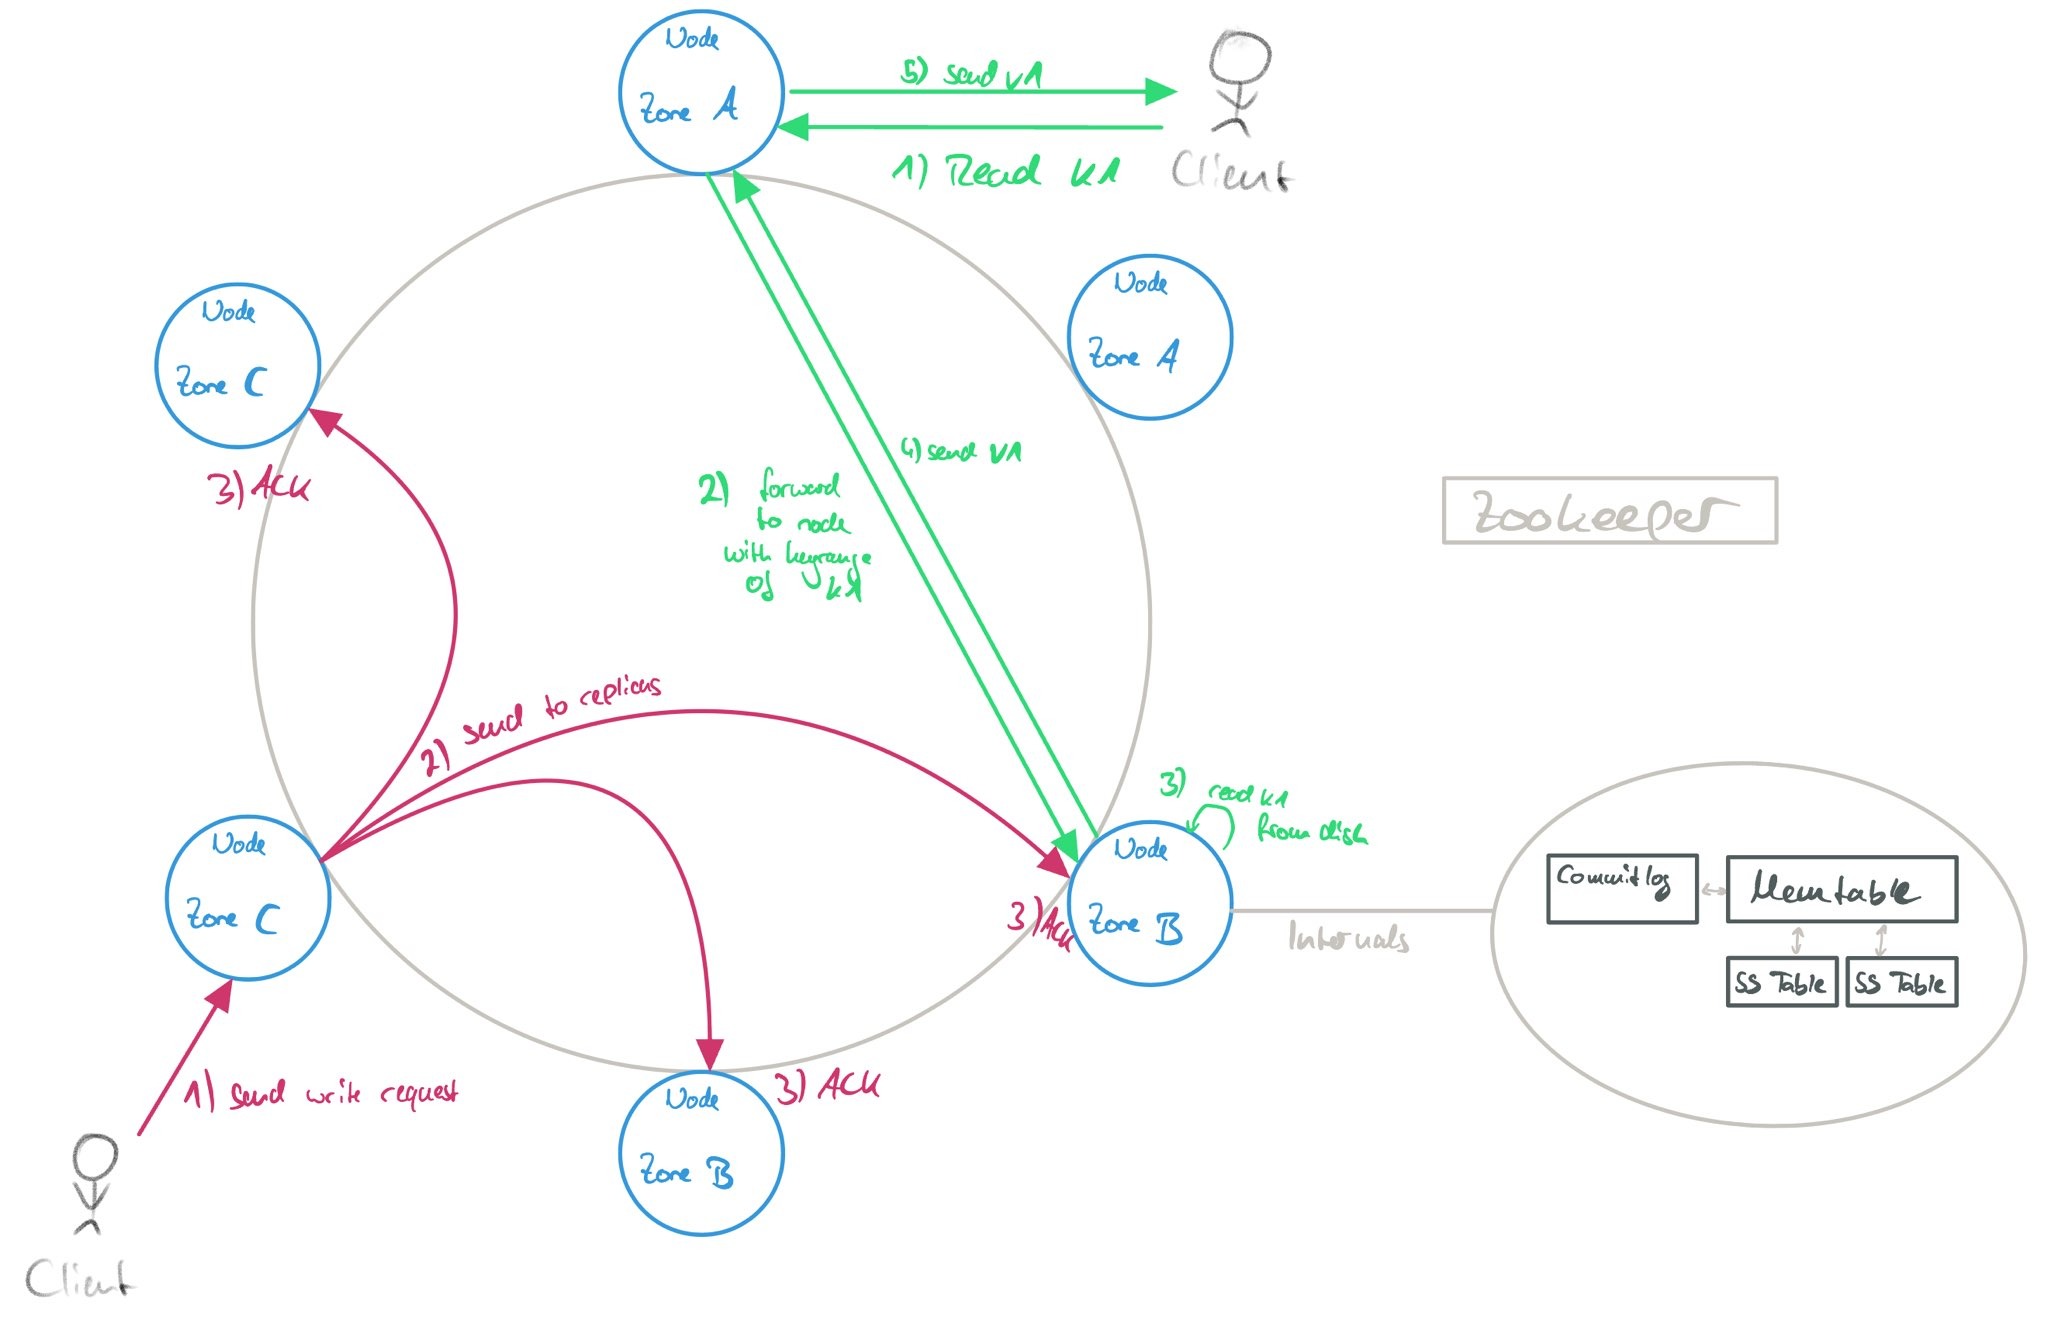 Node
Zone A
5) send v1
1) Read k1
Client
Node
Zone C
Node
Zone A
3) ACK
2) forward
to node
with keyrange
of k1
4) send v1
Zookeeper
2) send to replicas
3) read k1
from disk
Node
Zone C
Node
Zone B
3) Ack
Internals
Commitlog
Memtable
SS Table
SS Table
1) send write request
Node
Zone B
3) ACK
Client